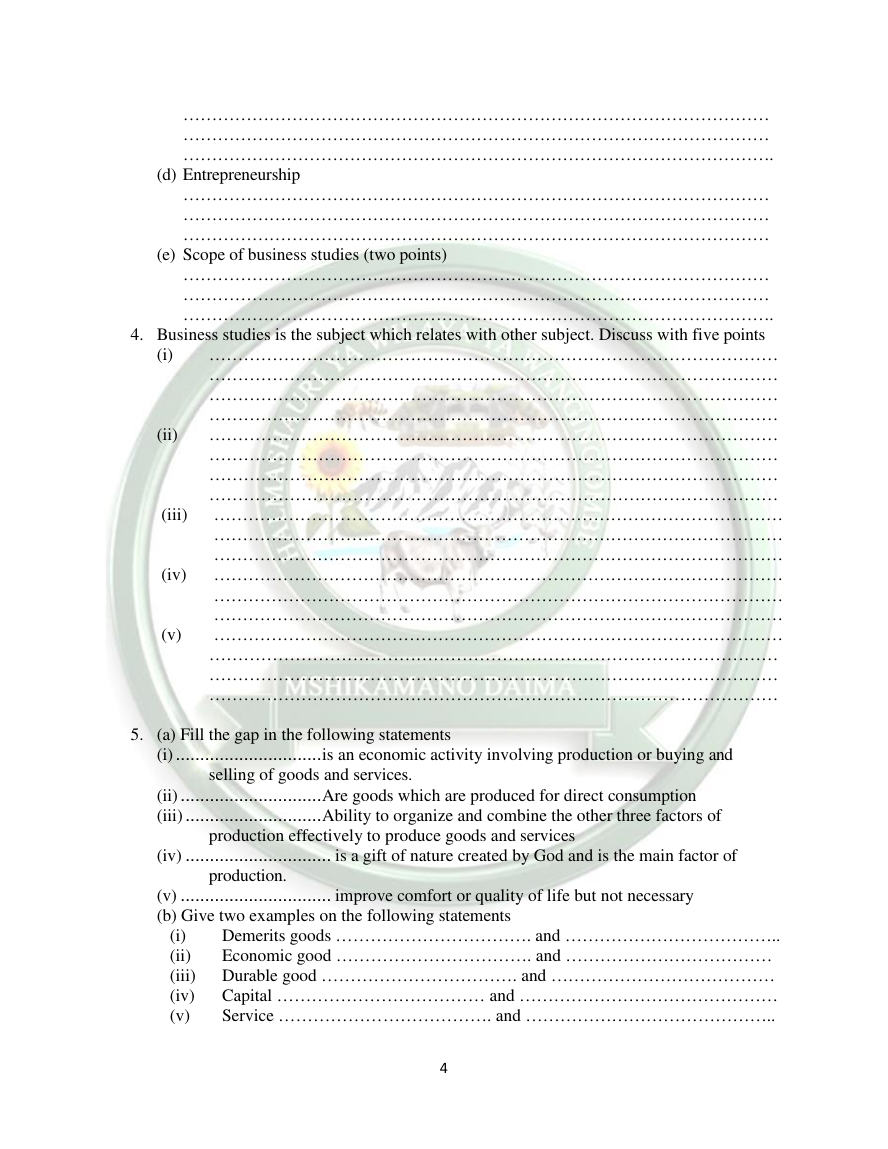 ……………………………………………………………………………………………
……………………………………………………………………………………………
……………………………………………………………………………………………..
(d) Entrepreneurship
……………………………………………………………………………………………
……………………………………………………………………………………………
……………………………………………………………………………………………
(e) Scope of business studies (two points)
……………………………………………………………………………………………
……………………………………………………………………………………………
……………………………………………………………………………………………..
4. Business studies is the subject which relates with other subject. Discuss with five points
(i) …………………………………………………………………………………………
…………………………………………………………………………………………
…………………………………………………………………………………………
…………………………………………………………………………………………
(ii) …………………………………………………………………………………………
…………………………………………………………………………………………
…………………………………………………………………………………………
…………………………………………………………………………………………
(iii) …………………………………………………………………………………………
…………………………………………………………………………………………
…………………………………………………………………………………………
(iv) …………………………………………………………………………………………
…………………………………………………………………………………………
…………………………………………………………………………………………
(v) …………………………………………………………………………………………
…………………………………………………………………………………………
…………………………………………………………………………………………
…………………………………………………………………………………………
HALMASHAURI YA WILAYA YA WANGING'OMBE
MSHIKAMANO DAIMA
5. (a) Fill the gap in the following statements
(i) ..............................is an economic activity involving production or buying and
selling of goods and services.
(ii) .............................Are goods which are produced for direct consumption
(iii) ............................Ability to organize and combine the other three factors of
production effectively to produce goods and services
(iv) .............................. is a gift of nature created by God and is the main factor of
production.
(v) ............................... improve comfort or quality of life but not necessary
(b) Give two examples on the following statements
(i) Demerits goods ……………………………. and ………………………………..
(ii) Economic good ……………………………. and ………………………………
(iii) Durable good ……………………………. and …………………………………
(iv) Capital ……………………………… and ………………………………………
(v) Service ………………………………. and ……………………………………..
4